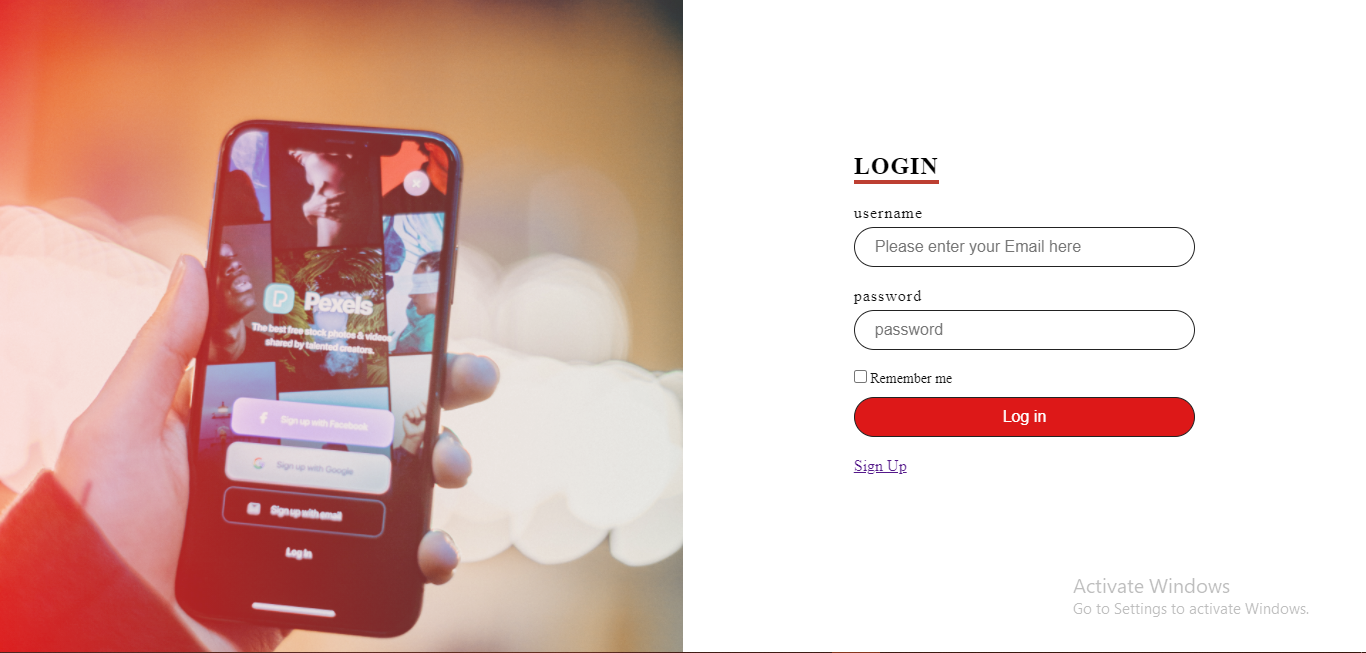 Pexels
The best free stock photos & videos
shared by talented creators.
Sign up with Facebook
Sign up with Google
Sign up with email
Log In
LOGIN
username
Please enter your Email here
password
password
Remember me
Log in
Sign Up
Activate Windows
Go to Settings to activate Windows.